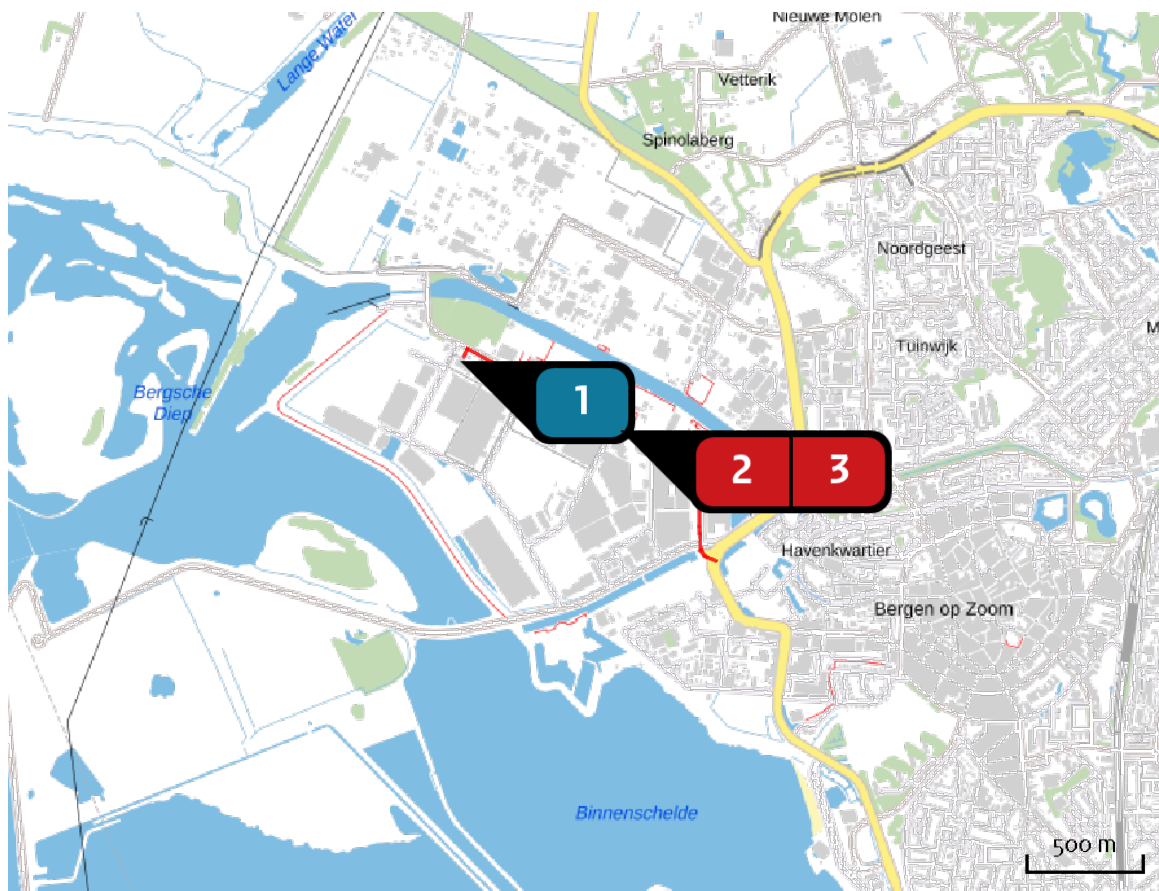 Nieuwe Molen
Lange Water
Vetterik
Spinolaberg
Noordgeest
M
Tuinwijk
Bergsche
Diep
1
2 3
Havenkwartier
Bergen op Zoom
Binnenschelde
500 m